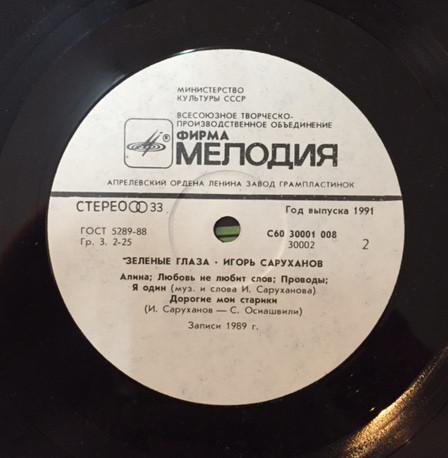 МИНИСТЕРСТВО
КУЛЬТУРЫ СССР
ВСЕСОЮЗНОЕ ТВОРЧЕСКО-
ПРОИЗВОДСТВЕННОЕ ОБЪЕДИНЕНИЕ
ФИРМА
® МЕЛОДИЯ
АПРЕЛЕВСКИЙ ОРДЕНА ЛЕНИНА ЗАВОД ГРАМПЛАСТИНОК
СТЕРЕО 33
Год выпуска 1991
ГОСТ 5289-88
Гр. 3. 2-25
С60 30001 008
30002
2
ЗЕЛЕНЫЕ ГЛАЗА · ИГОРЬ САРУХАНОВ
Алина; Любовь не любит слов; Проводы;
Я один (муз. и слова И. Саруханова)
Дорогие мои старики
(И. Саруханов — С. Осиашвили)
Записи 1989 г.